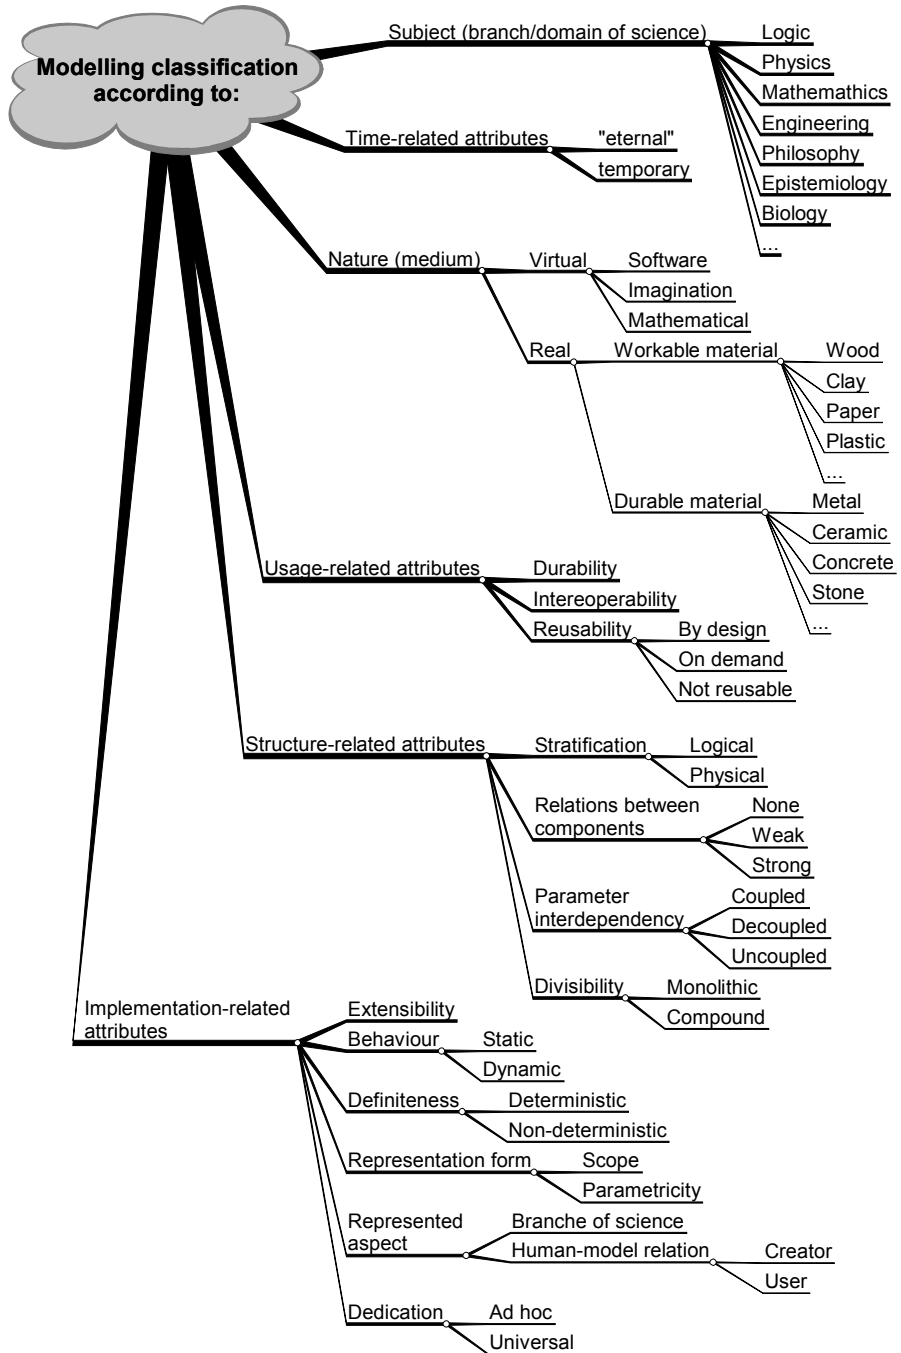 Modelling classification
according to:
Subject (branch/domain of science)
Logic
Physics
Mathemathics
Engineering
Philosophy
Epistemiology
Biology
...
Time-related attributes
"eternal"
temporary
Nature (medium)
Virtual
Software
Imagination
Mathematical
Real
Workable material
Wood
Clay
Paper
Plastic
...
Durable material
Metal
Ceramic
Concrete
Stone
...
Usage-related attributes
Durability
Intereoperability
Reusability
By design
On demand
Not reusable
Structure-related attributes
Stratification
Logical
Physical
Relations between
components
None
Weak
Strong
Parameter
interdependency
Coupled
Decoupled
Uncoupled
Divisibility
Monolithic
Compound
Implementation-related
attributes
Extensibility
Behaviour
Static
Dynamic
Definiteness
Deterministic
Non-deterministic
Representation form
Scope
Parametricity
Represented
aspect
Branche of science
Human-model relation
Creator
User
Dedication
Ad hoc
Universal